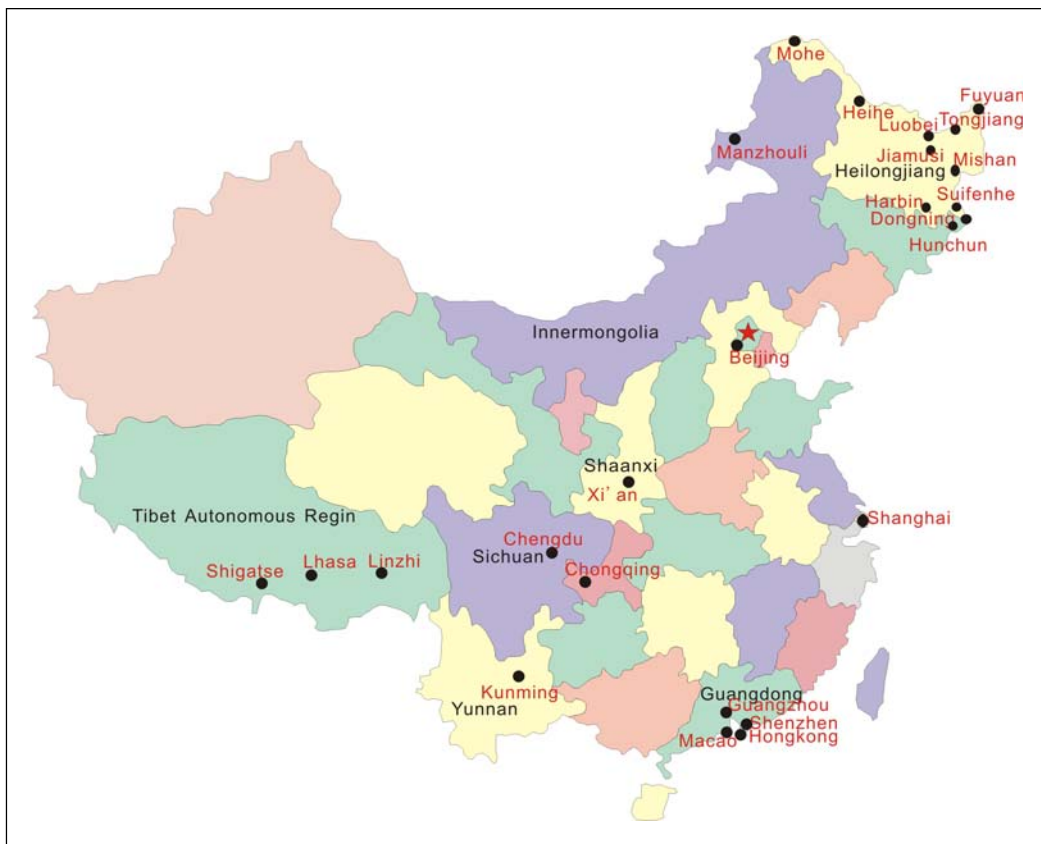 Mohe
Fuyuan
Heihe
Tongjiang
Luobei
Manzhouli
Jiamusi
Mishan
Heilongjiang
Suifenhe
Harbin
Dongning
Hunchun
Innermongolia
Beijing
Shaanxi
Xi' an
Tibet Autonomous Regin
Shanghai
Chengdu
Sichuan
Lhasa
Linzhi
Shigatse
Chongqing
Kunming
Yunnan
Guangdong
Guangzhou
Shenzhen
Macao
Hongkong